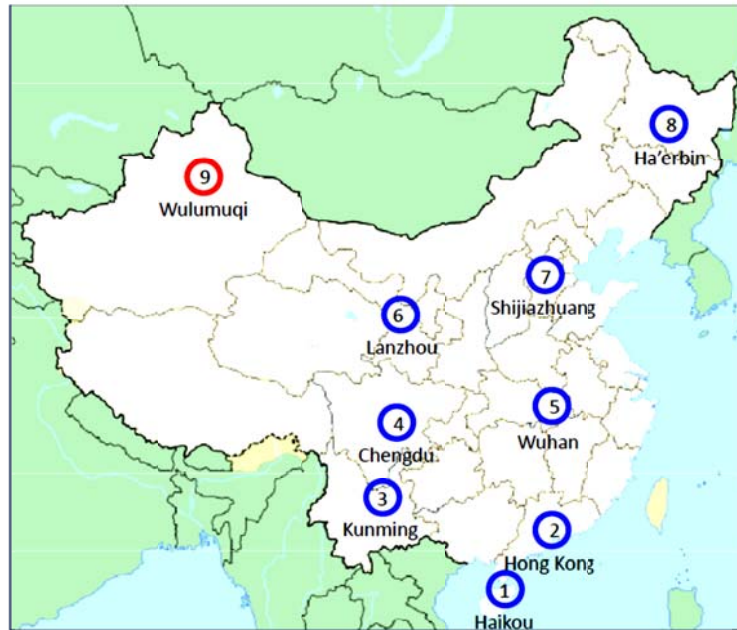 8
Ha'erbin
9
Wulumuqi
7
Shijiazhuang
6
Lanzhou
5
Wuhan
4
Chengdu
3
Kunming
2
Hong Kong
1
Haikou